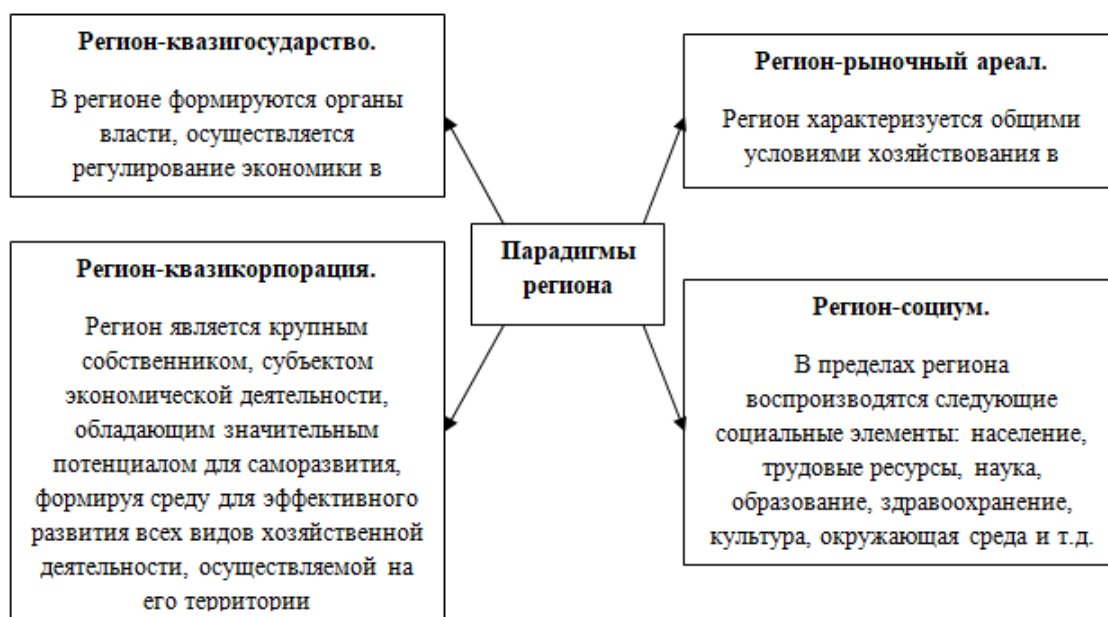 Регион-квазигосударство.
В регионе формируются органы
власти, осуществляется
регулирование экономики в
Регион-рыночный ареал.
Регион характеризуется общими
условиями хозяйствования в
Парадигмы
региона
Регион-квазикорпорация.
Регион является крупным
собственником, субъектом
экономической деятельности,
обладающим значительным
потенциалом для саморазвития,
формируя среду для эффективного
развития всех видов хозяйственной
деятельности, осуществляемой на
его территории
Регион-социум.
В пределах региона
воспроизводятся следующие
социальные элементы: население,
трудовые ресурсы, наука,
образование, здравоохранение,
культура, окружающая среда и т.д.